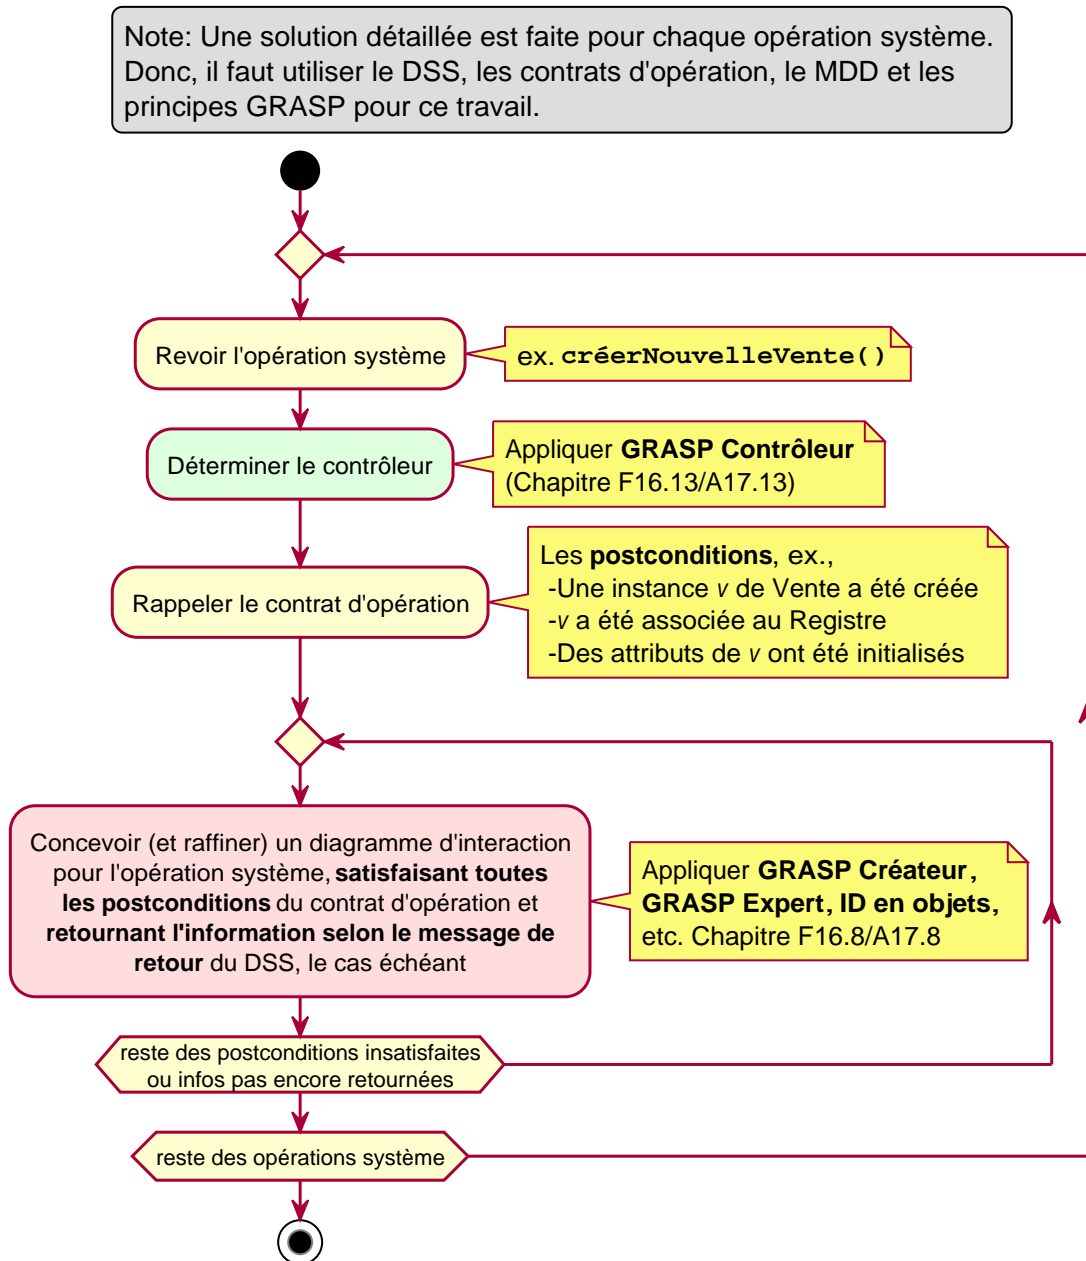 Note: Une solution détaillée est faite pour chaque opération système.
Donc, il faut utiliser le DSS, les contrats d'opération, le MDD et les
principes GRASP pour ce travail.
Revoir l'opération système
ex. créerNouvelleVente()
Déterminer le contrôleur
Appliquer GRASP Contrôleur
(Chapitre F16.13/A17.13)
Rappeler le contrat d'opération
Les postconditions, ex.,
-Une instance v de Vente a été créée
-v a été associée au Registre
-Des attributs de v ont été initialisés
Concevoir (et raffiner) un diagramme d'interaction
pour l'opération système, satisfaisant toutes
les postconditions du contrat d'opération et
retournant l'information selon le message de
retour du DSS, le cas échéant
Appliquer GRASP Créateur,
GRASP Expert, ID en objets,
etc. Chapitre F16.8/A17.8
reste des postconditions insatisfaites
ou infos pas encore retournées
reste des opérations système